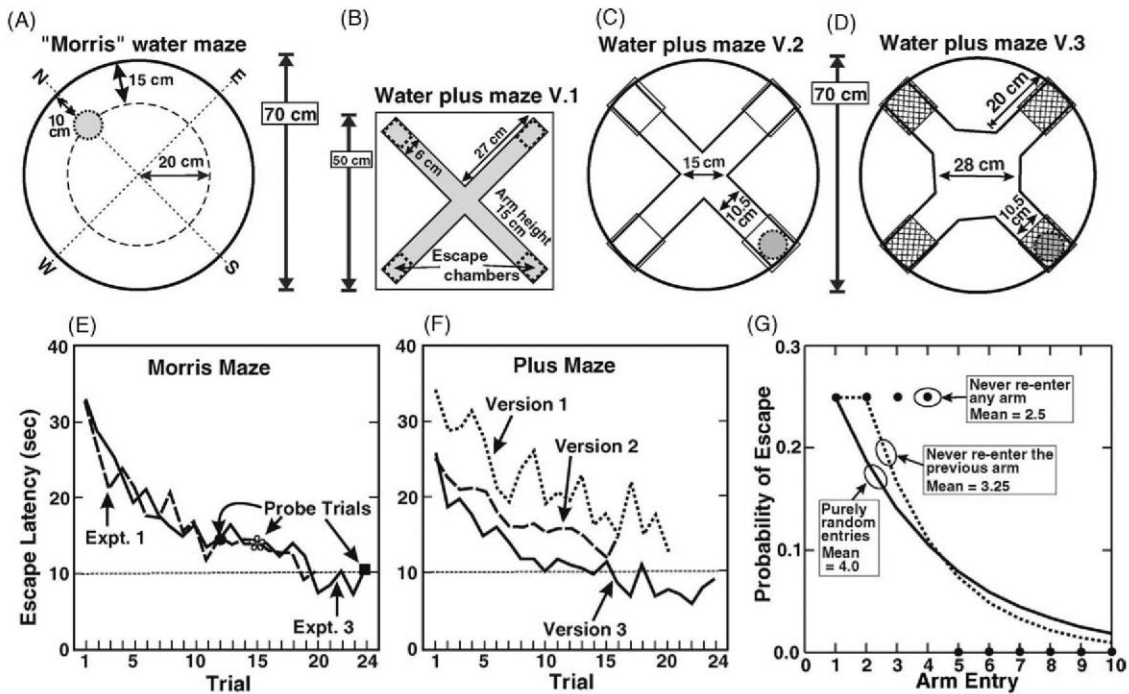 (A)
"Morris" water maze
N
E
15 cm
10
cm
20 cm
W
S
70 cm
(B)
Water plus maze V.1
50 cm
6 cm
27 cm
Arm height
15 cm
Escape
chambers
(C)
Water plus maze V.2
15 cm
10.5
cm
70 cm
(D)
Water plus maze V.3
20 cm
28 cm
10.5
cm
(E)
Morris Maze
Escape Latency (sec)
40
30
20
10
0
Probe Trials
Expt. 1
Expt. 3
1
5
10
15
20
24
Trial
(F)
Plus Maze
40
30
20
10
0
Version 1
Version 2
Version 3
1
5
10
15
20
24
Trial
(G)
Probability of Escape
0.3
0.2
0.1
0.0
Never re-enter
any arm
Mean = 2.5
Never re-enter the
previous arm
Mean = 3.25
Purely
random
entries
Mean
= 4.0
0
1
2
3
4
5
6
7
8
9
10
Arm Entry